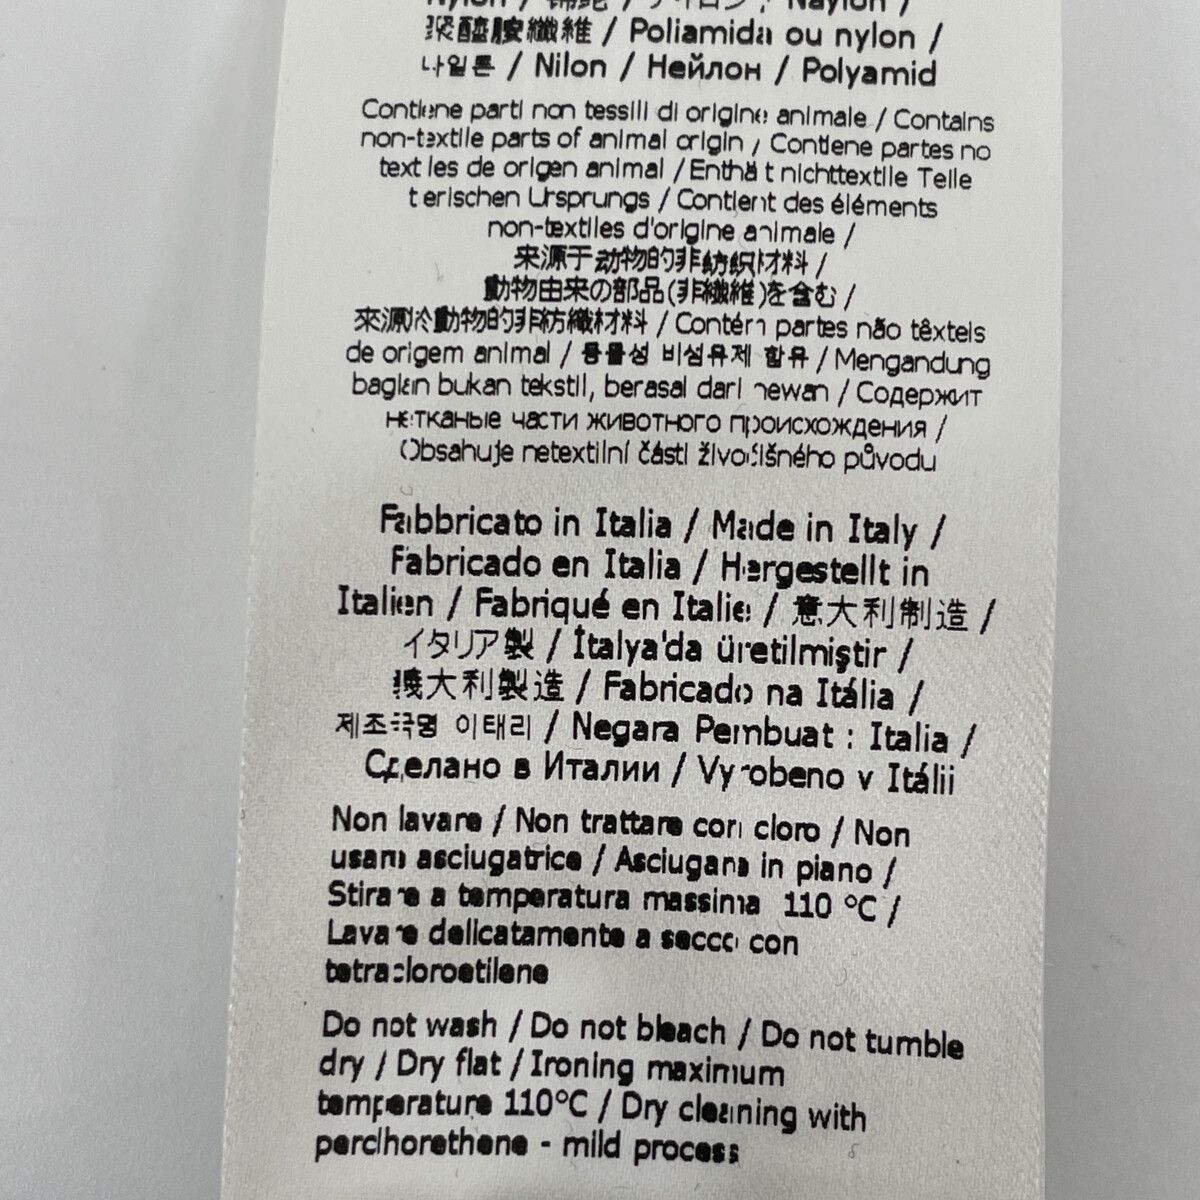 Nylon / 锦纶 / ナイロン / Naylon /
聚醯胺纖維 / Poliamida ou nylon /
나일론 / Nilon / Нейлон / Polyamid
Contiene parti non tessili di origine animale / Contains
non-textile parts of animal origin / Contiene partes no
textiles de origen animal / Enthält nichttextile Teile
tierischen Ursprungs / Contient des éléments
non-textiles d'origine animale /
来源于动物的非纺织材料 /
動物由来の部品(非繊維)を含む /
來源於動物的非紡織材料 / Contém partes não têxteis
de origem animal / 동물성 비섬유제 함유 / Mengandung
bagian bukan tekstil, berasal dari hewan / Содержит
нетканые части животного происхождения /
Obsahuje netextilní části živočišného původu
Fabbricato in Italia / Made in Italy /
Fabricado en Italia / Hergestellt in
Italien / Fabriqué en Italie / 意大利制造 /
イタリア製 / İtalya'da üretilmiştir /
義大利製造 / Fabricado na Itália /
제조국명 이태리 / Negara Pembuat : Italia /
Сделано в Италии / Vyrobeno v Itálii
Non lavare / Non trattare con cloro / Non
usare asciugatrice / Asciugare in piano /
Stirare a temperatura massima 110 °C /
Lavare delicatamente a secco con
tetracloroetilene
Do not wash / Do not bleach / Do not tumble
dry / Dry flat / Ironing maximum
temperature 110°C / Dry cleaning with
perclhorethene - mild process